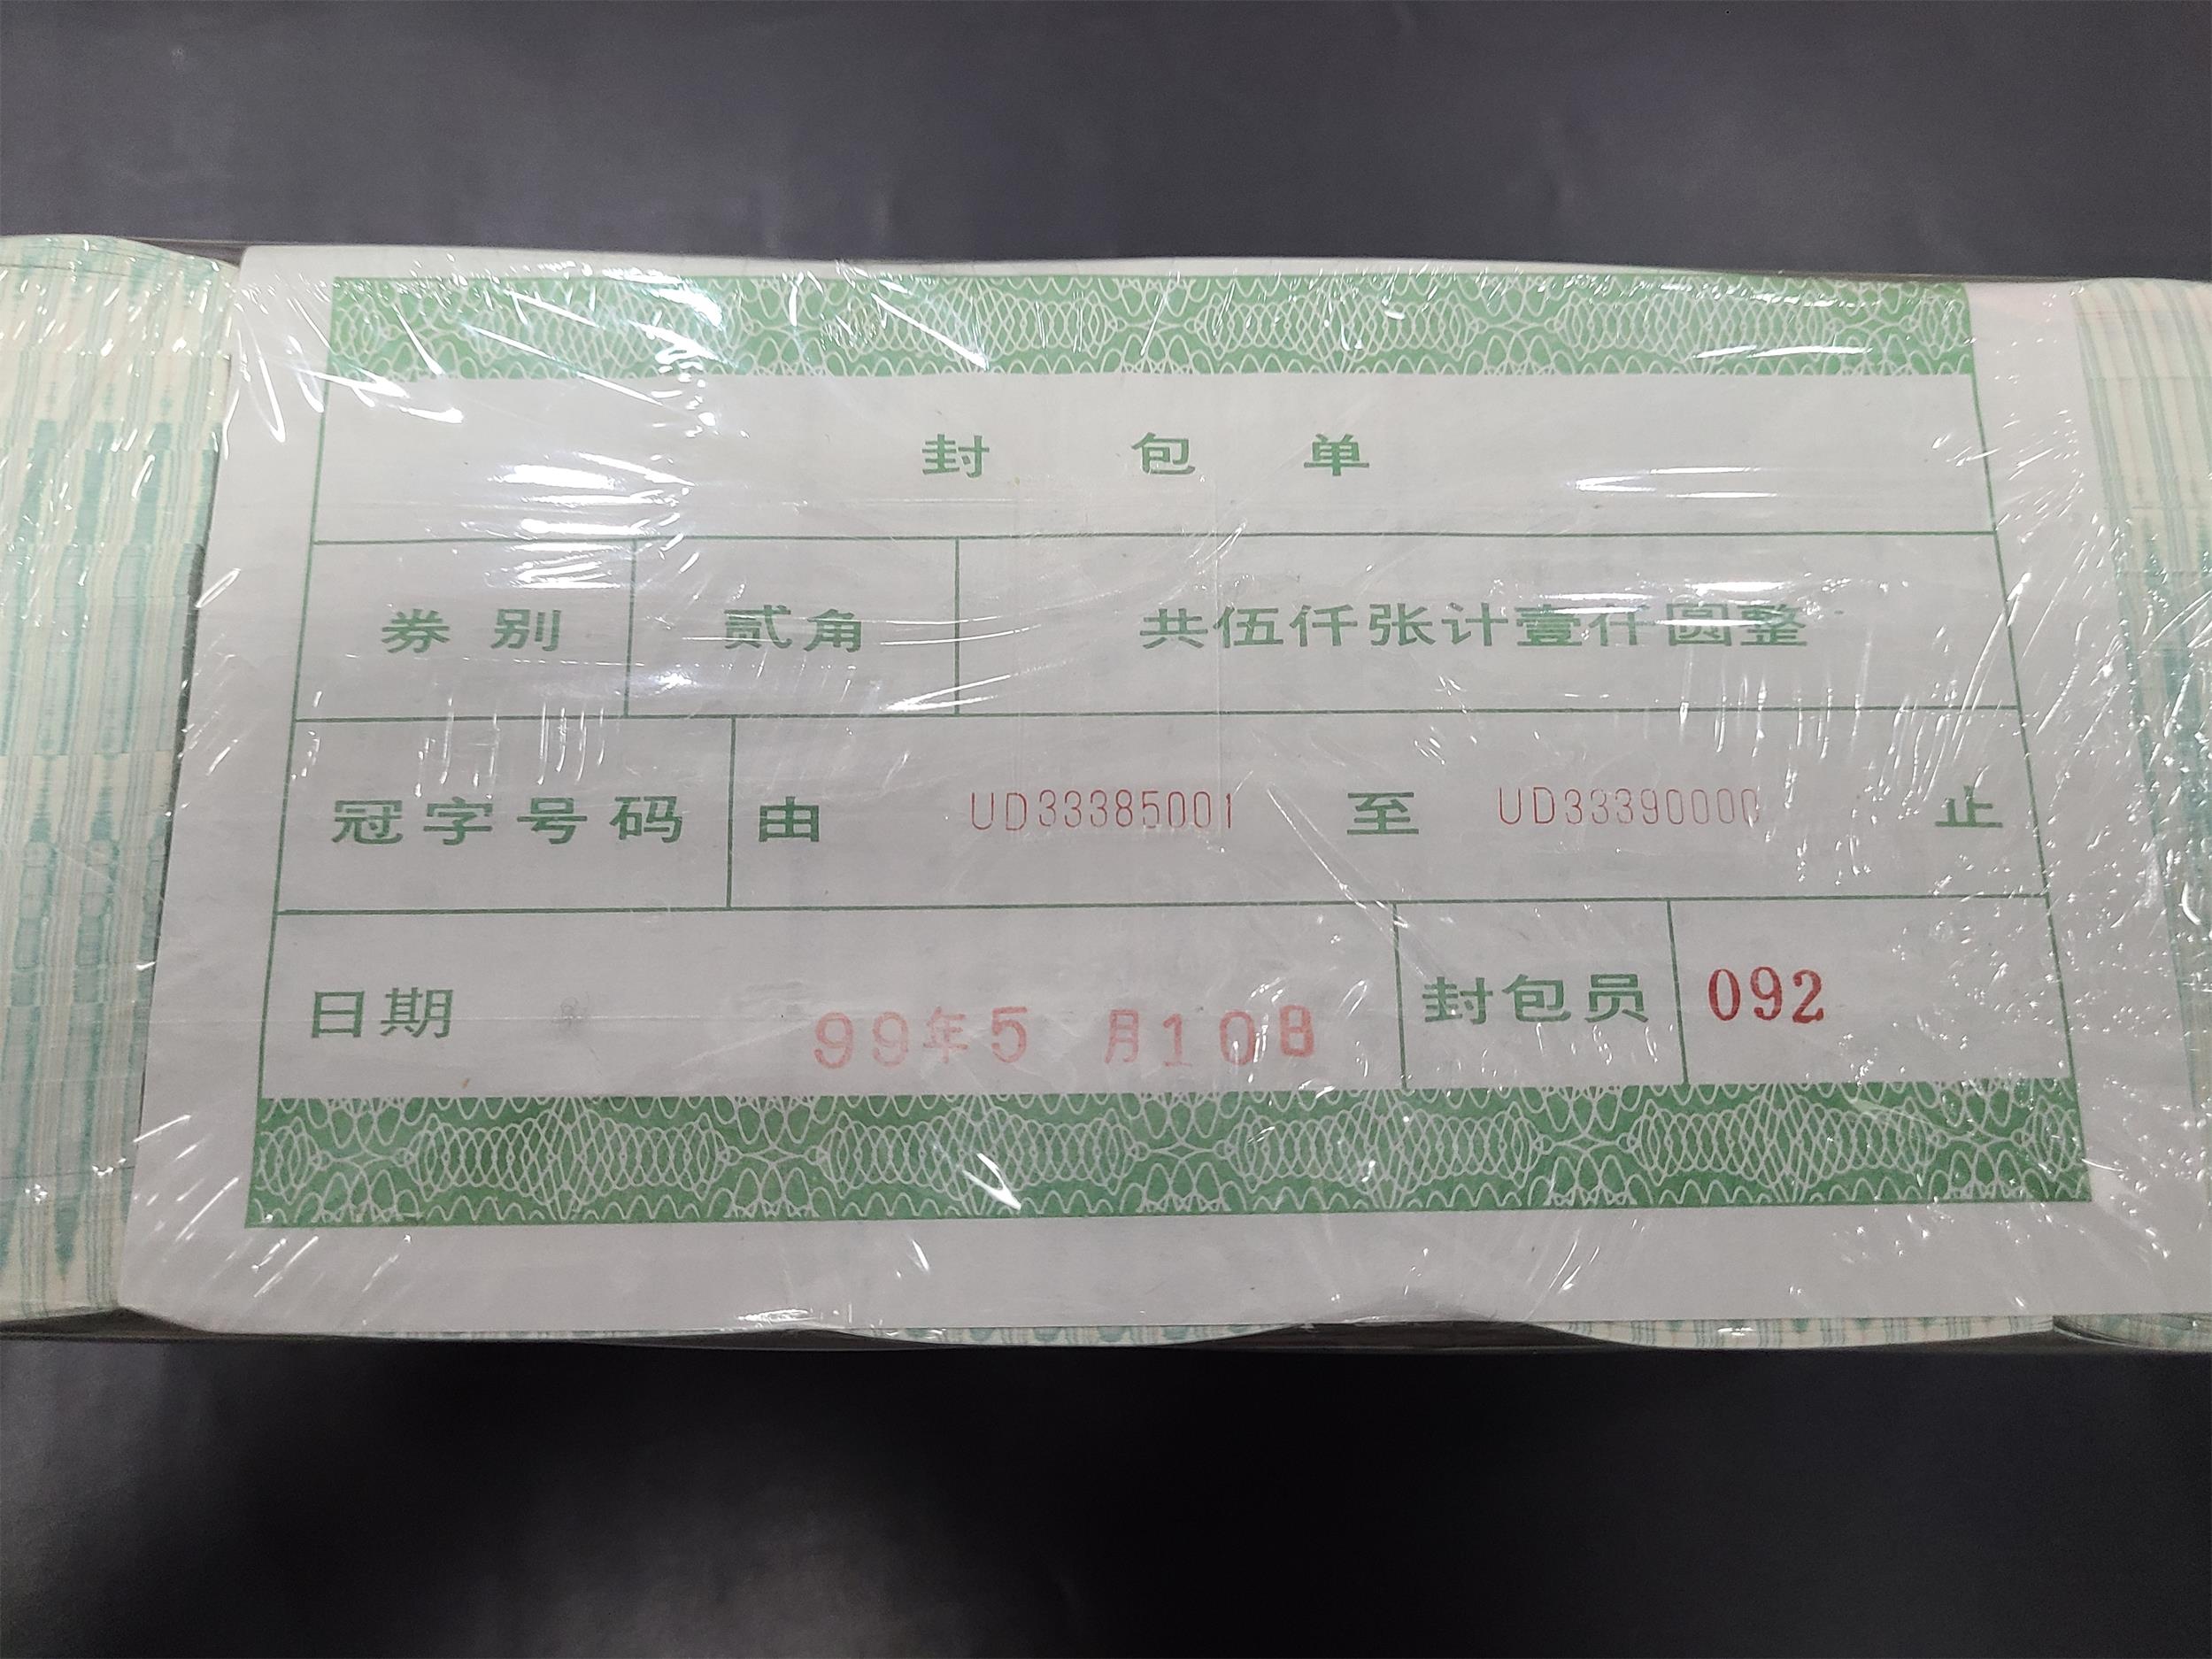 封包单
券别 贰角 共伍仟张计壹仟圆整
冠字号码 由 UD33385001 至 UD33390000 止
日期 99年5月10日 封包员 092